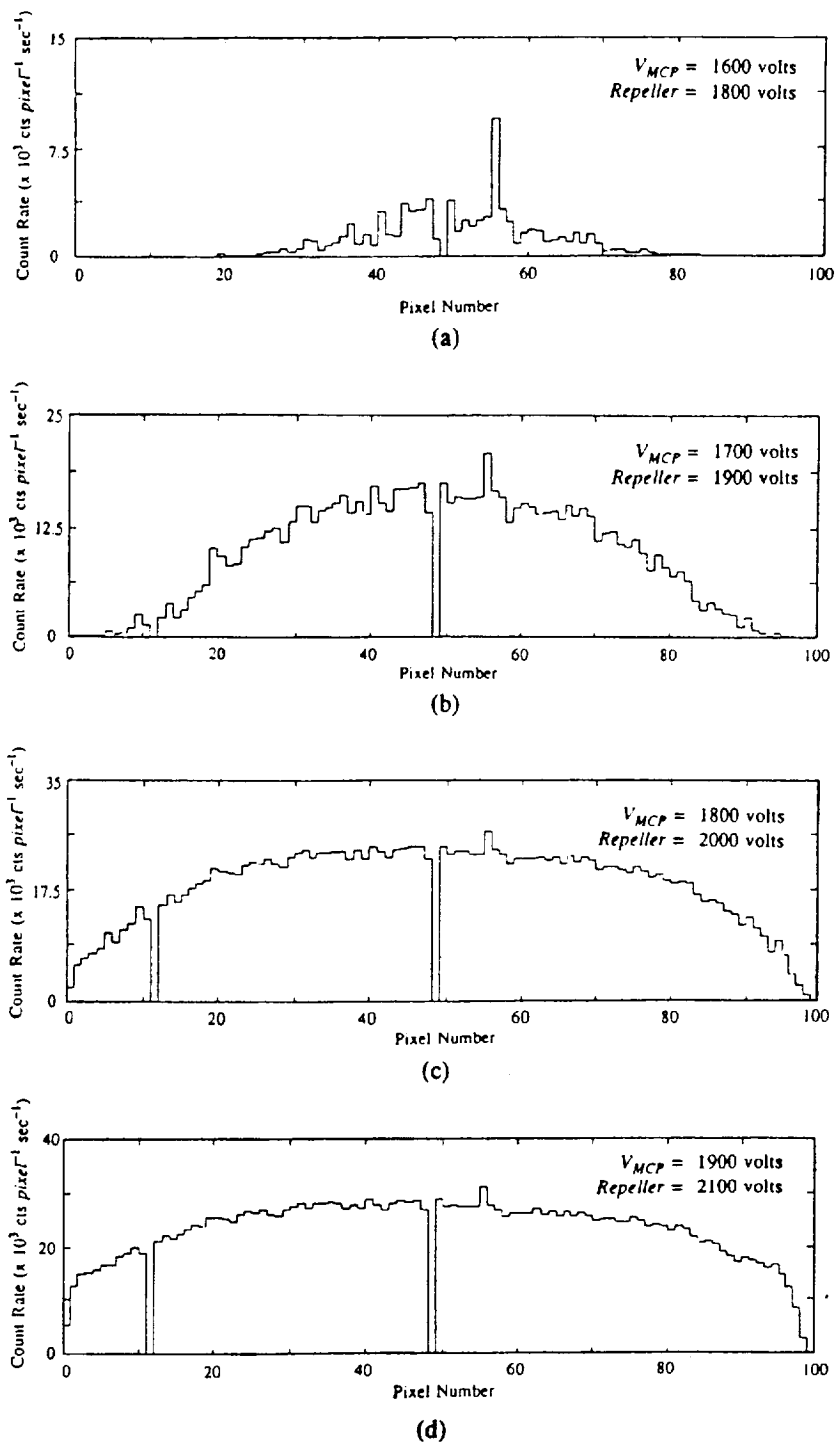 15
7.5
0
Count Rate (x 10³ cts pixel⁻¹ sec⁻¹)
V_MCP = 1600 volts
Repeller = 1800 volts
0 20 40 60 80 100
Pixel Number
(a)
25
12.5
0
Count Rate (x 10³ cts pixel⁻¹ sec⁻¹)
V_MCP = 1700 volts
Repeller = 1900 volts
0 20 40 60 80 100
Pixel Number
(b)
35
17.5
0
Count Rate (x 10³ cts pixel⁻¹ sec⁻¹)
V_MCP = 1800 volts
Repeller = 2000 volts
0 20 40 60 80 100
Pixel Number
(c)
40
20
0
Count Rate (x 10³ cts pixel⁻¹ sec⁻¹)
V_MCP = 1900 volts
Repeller = 2100 volts
0 20 40 60 80 100
Pixel Number
(d)